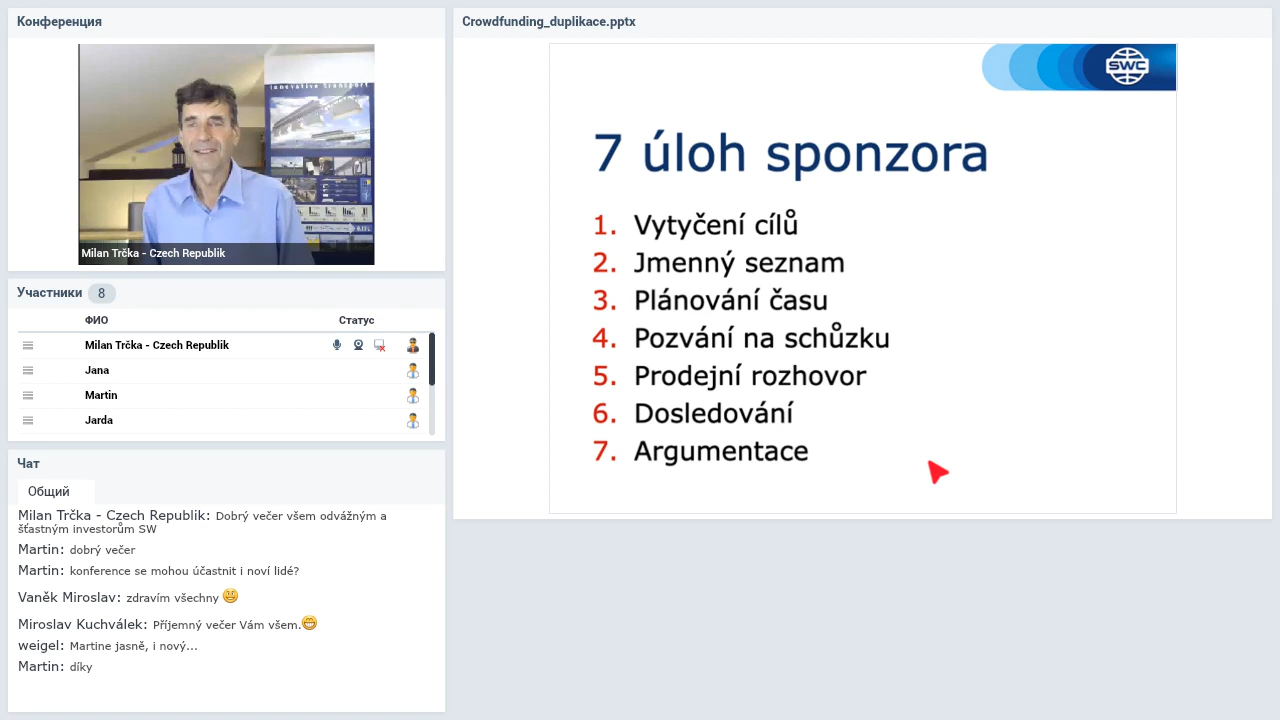 Конференция
innovative transport
Milan Trčka - Czech Republik
Участники 8
ФИО Статус
Milan Trčka - Czech Republik
Jana
Martin
Jarda
Чат
Общий
Milan Trčka - Czech Republik: Dobrý večer všem odvážným a
šťastným investorům SW
Martin: dobrý večer
Martin: konference se mohou účastnit i noví lidé?
Vaněk Miroslav: zdravím všechny
Miroslav Kuchválek: Příjemný večer Vám všem.
weigel: Martine jasně, i nový...
Martin: díky
Crowdfunding_duplikace.pptx
SWC
7 úloh sponzora
1. Vytyčení cílů
2. Jmenný seznam
3. Plánování času
4. Pozvání na schůzku
5. Prodejní rozhovor
6. Dosledování
7. Argumentace